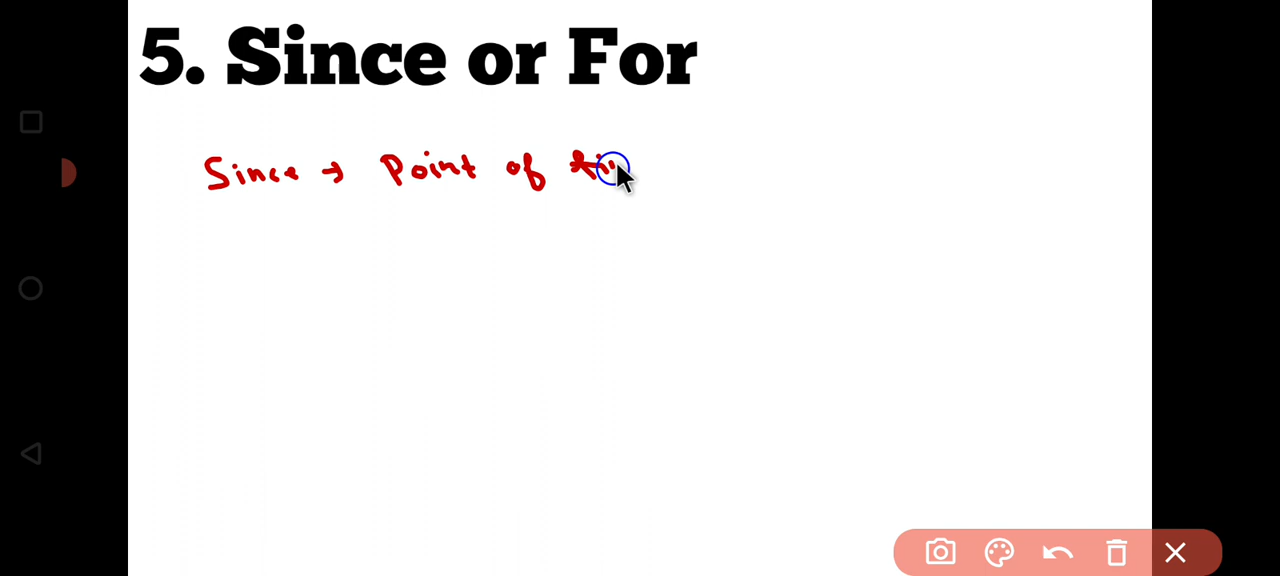 5. Since or For
Since → Point of